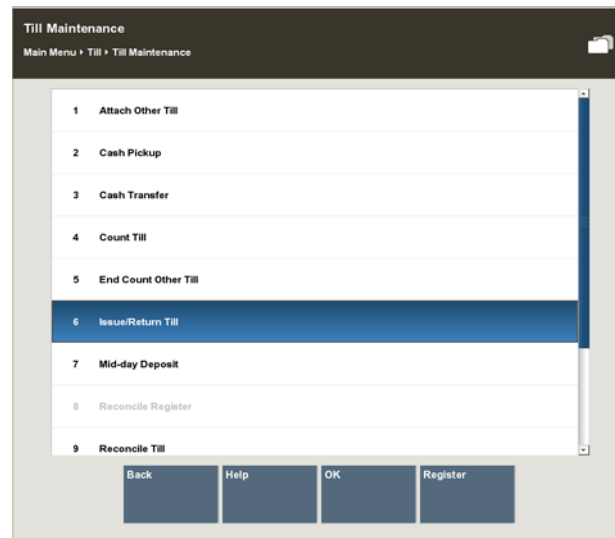 Till Maintenance
Main Menu ▸ Till ▸ Till Maintenance
1 Attach Other Till
2 Cash Pickup
3 Cash Transfer
4 Count Till
5 End Count Other Till
6 Issue/Return Till
7 Mid-day Deposit
8 Reconcile Register
9 Reconcile Till
Back Help OK Register